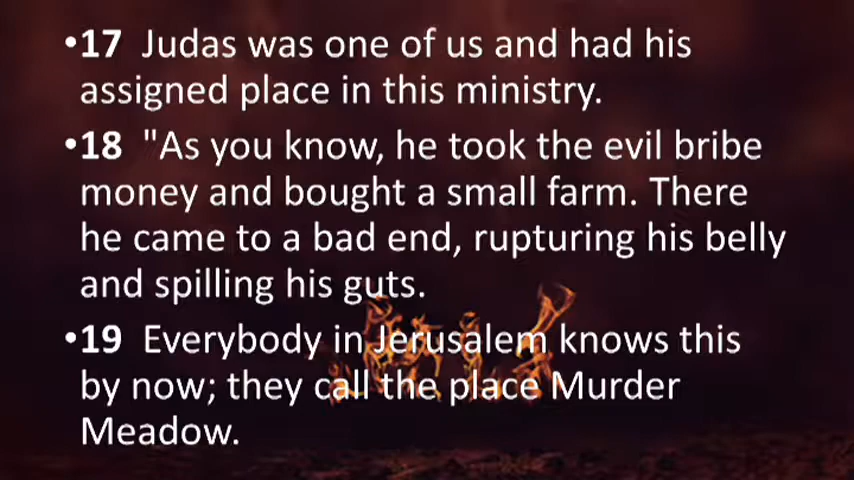 •17 Judas was one of us and had his
assigned place in this ministry.
•18 "As you know, he took the evil bribe
money and bought a small farm. There
he came to a bad end, rupturing his belly
and spilling his guts.
•19 Everybody in Jerusalem knows this
by now; they call the place Murder
Meadow.